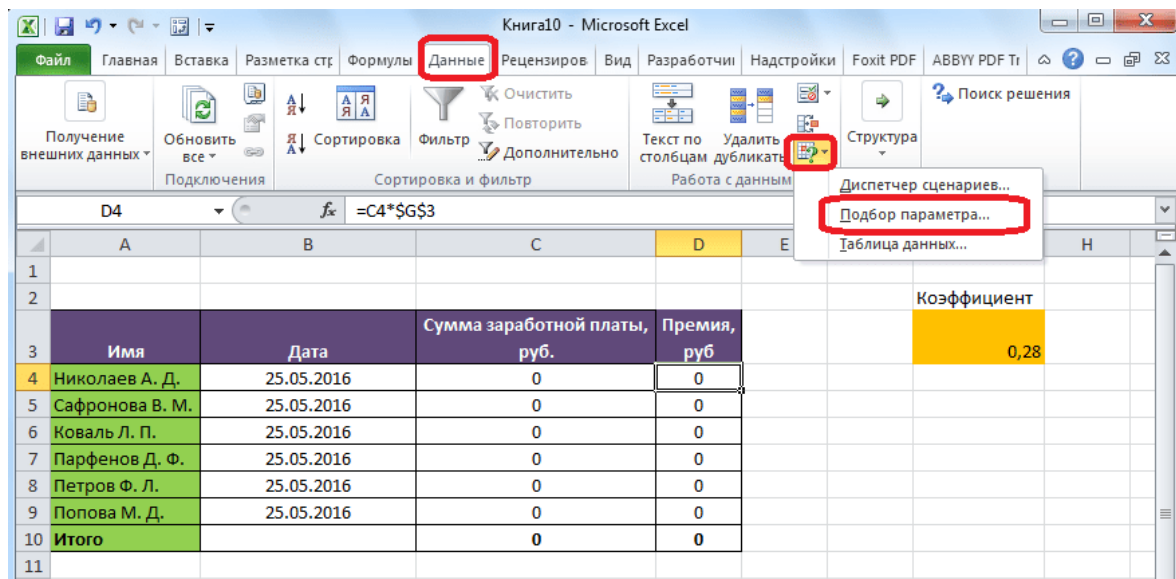 Книга10 - Microsoft Excel
Файл Главная Вставка Разметка стр Формулы Данные Рецензиров Вид Разработчи Надстройки Foxit PDF ABBYY PDF Tr
Получение внешних данных
Обновить все
Подключения
Сортировка
Фильтр
Очистить
Повторить
Дополнительно
Сортировка и фильтр
Текст по столбцам
Удалить дубликаты
Работа с данным
Структура
Поиск решения
Диспетчер сценариев...
Подбор параметра...
Таблица данных...
D4 fx =C4*$G$3
A B C D E H
1
2 Коэффициент
3 Имя Дата Сумма заработной платы, руб. Премия, руб 0,28
4 Николаев А. Д. 25.05.2016 0 0
5 Сафронова В. М. 25.05.2016 0 0
6 Коваль Л. П. 25.05.2016 0 0
7 Парфенов Д. Ф. 25.05.2016 0 0
8 Петров Ф. Л. 25.05.2016 0 0
9 Попова М. Д. 25.05.2016 0 0
10 Итого 0 0
11